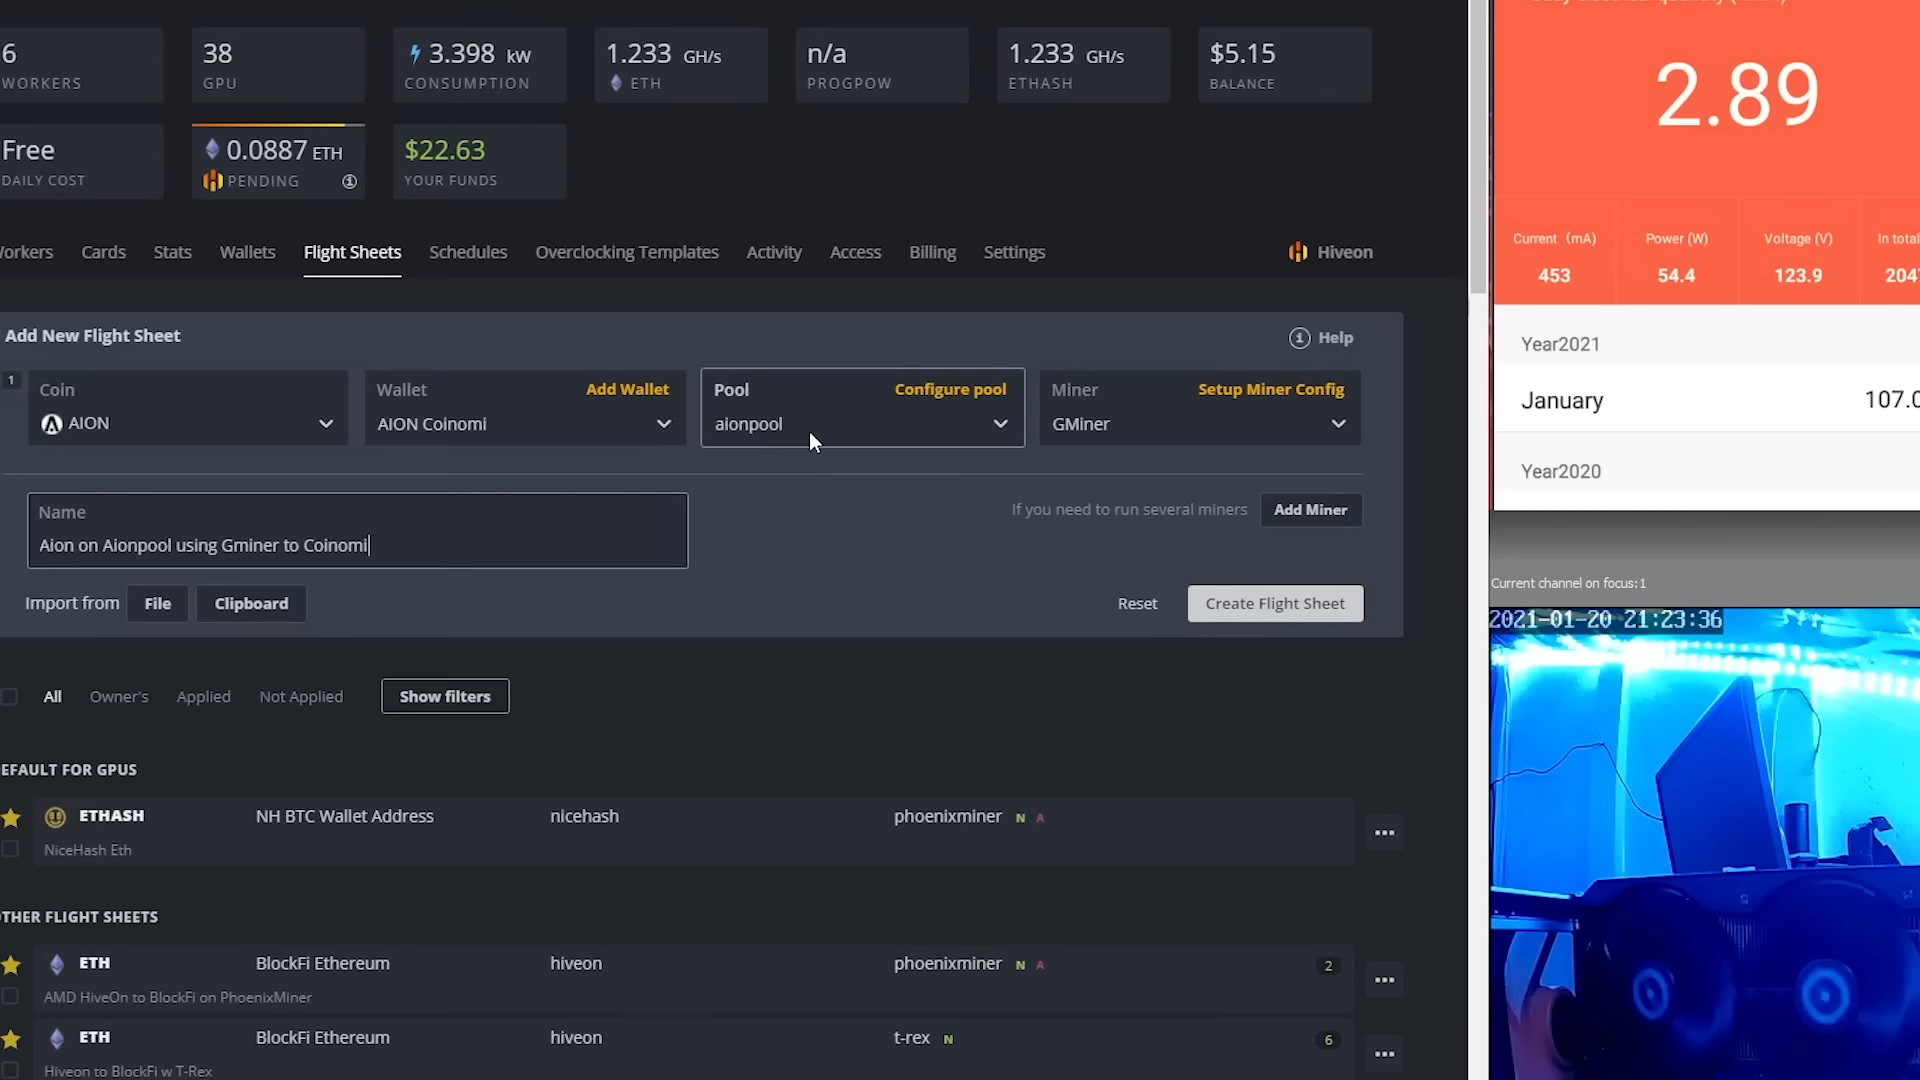 6
WORKERS
38
GPU
3.398 kW
CONSUMPTION
1.233 GH/s
ETH
n/a
PROGPOW
1.233 GH/s
ETHASH
$5.15
BALANCE
Free
DAILY COST
0.0887 ETH
PENDING
$22.63
YOUR FUNDS
orkers Cards Stats Wallets Flight Sheets Schedules Overclocking Templates Activity Access Billing Settings Hiveon
Add New Flight Sheet
Help
1
Coin
AION
Wallet Add Wallet
AION Coinomi
Pool Configure pool
aionpool
Miner Setup Miner Config
GMiner
Name
Aion on Aionpool using Gminer to Coinomi
If you need to run several miners Add Miner
Import from File Clipboard
Reset Create Flight Sheet
All Owner's Applied Not Applied Show filters
EFAULT FOR GPUS
ETHASH NH BTC Wallet Address nicehash phoenixminer N A
NiceHash Eth
THER FLIGHT SHEETS
ETH BlockFi Ethereum hiveon phoenixminer N A 2
AMD HiveOn to BlockFi on PhoenixMiner
ETH BlockFi Ethereum hiveon t-rex N 6
Hiveon to BlockFi w T-Rex
2.89
Current (mA) Power (W) Voltage (V) In total
453 54.4 123.9 204
Year2021
January 107.0
Year2020
Current channel on focus:1
2021-01-20 21:23:36